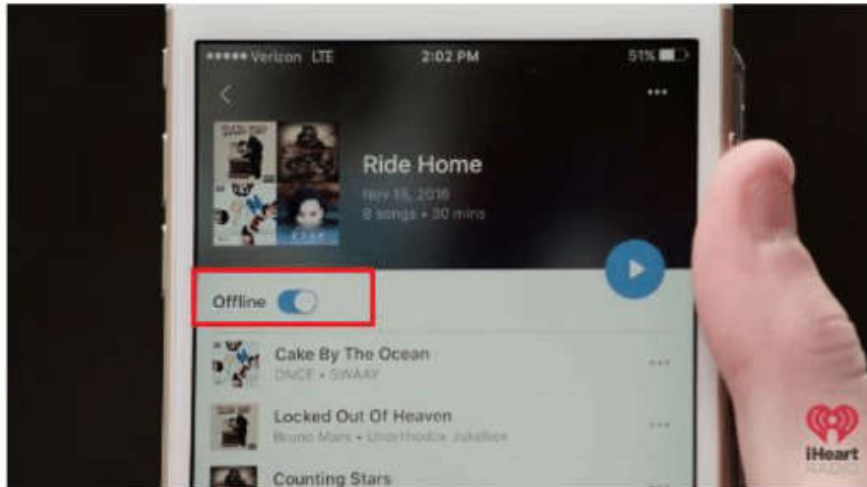 Verizon LTE 2:02 PM 51%
Ride Home
Nov 15, 2016
8 songs • 30 mins
Offline
Cake By The Ocean
DNCE • SWAAY
Locked Out Of Heaven
Bruno Mars • Unorthodox Jukebox
Counting Stars
iHeart
RADIO